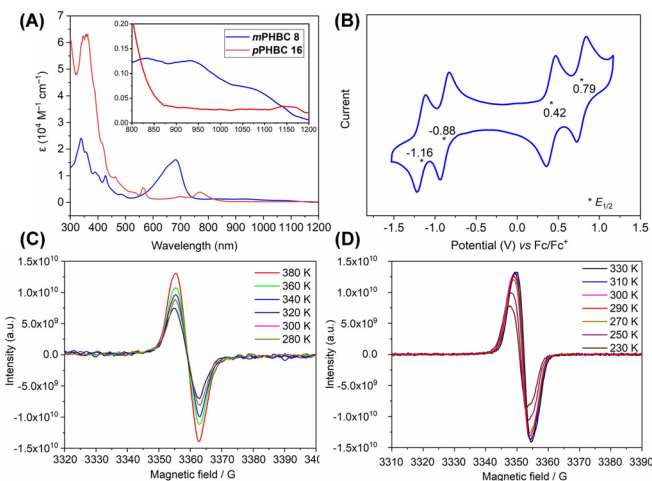 (A)
mPHBC 8
pPHBC 16
0.20
0.15
0.10
0.05
0.00
800 850 900 950 1000 1050 1100 1150 1200
7
6
5
4
3
2
1
0
ε (10⁴ M⁻¹ cm⁻¹)
300 400 500 600 700 800 900 1000 1100 1200
Wavelength (nm)
(B)
Current
-1.16
-0.88
0.42
0.79
* E1/2
-1.5 -1.0 -0.5 0.0 0.5 1.0 1.5
Potential (V) vs Fc/Fc⁺
(C)
1.5x10¹⁰
1.0x10¹⁰
5.0x10⁹
0.0
-5.0x10⁹
-1.0x10¹⁰
-1.5x10¹⁰
Intensity (a.u.)
380 K
360 K
340 K
320 K
300 K
280 K
3320 3330 3340 3350 3360 3370 3380 3390 340
Magnetic field / G
(D)
1.5x10¹⁰
1.0x10¹⁰
5.0x10⁹
0.0
-5.0x10⁹
-1.0x10¹⁰
-1.5x10¹⁰
Intensity (a.u.)
330 K
310 K
300 K
290 K
270 K
250 K
230 K
3310 3320 3330 3340 3350 3360 3370 3380 3390
Magnetic field / G